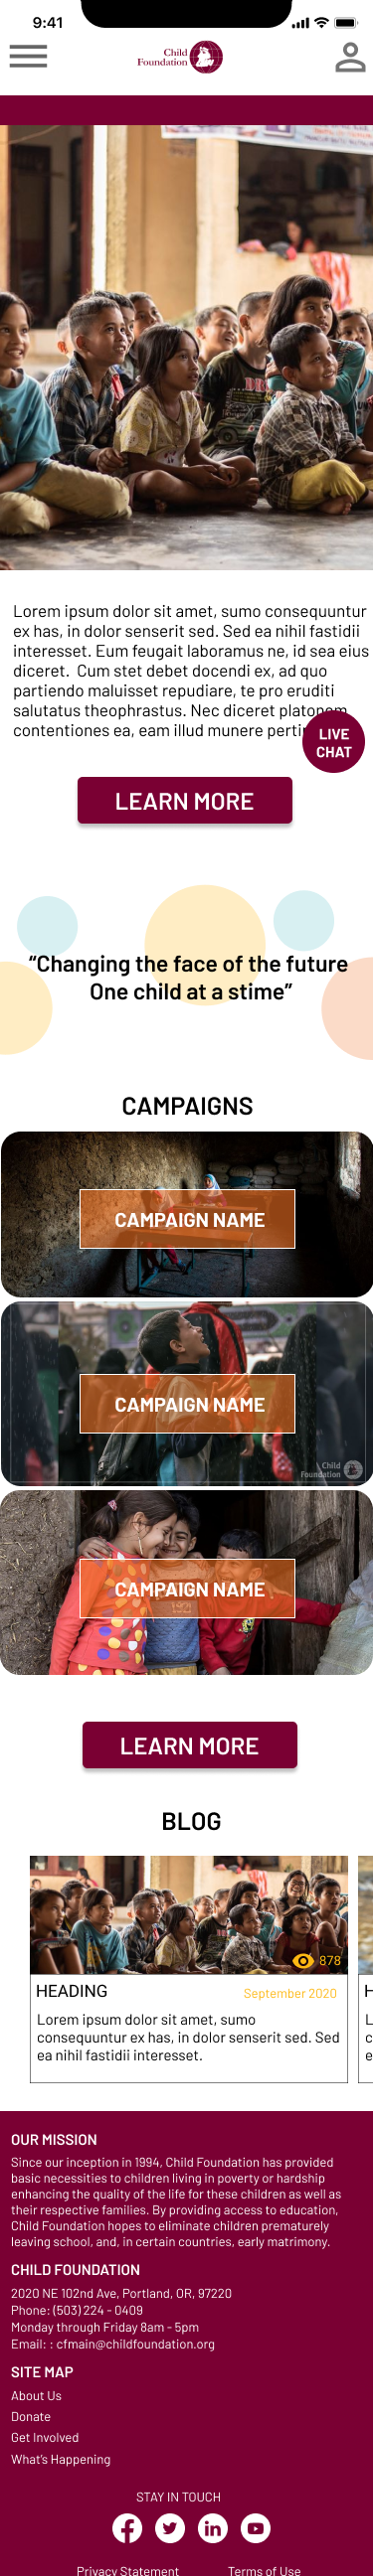 9:41
Child
Foundation
Lorem ipsum dolor sit amet, sumo consequuntur
ex has, in dolor senserit sed. Sed ea nihil fastidii
interesset. Eum feugait laboramus ne, id sea eius
diceret.  Cum stet debet docendi ex, ad quo
partiendo maluisset repudiare, te pro eruditi
salutatus theophrastus. Nec diceret platonem
contentiones ea, eam illud munere
LIVE
CHAT
LEARN MORE
“Changing the face of the future
One child at a stime”
CAMPAIGNS
CAMPAIGN NAME
CAMPAIGN NAME
Child
Foundation
CAMPAIGN NAME
LEARN MORE
BLOG
878
HEADING
September 2020
Lorem ipsum dolor sit amet, sumo
consequuntur ex has, in dolor senserit sed. Sed
ea nihil fastidii interesset.
OUR MISSION
Since our inception in 1994, Child Foundation has provided
basic necessities to children living in poverty or hardship
enhancing the quality of the life for these children as well as
their respective families. By providing access to education,
Child Foundation hopes to eliminate children prematurely
leaving school, and, in certain countries, early matrimony.
CHILD FOUNDATION
2020 NE 102nd Ave, Portland, OR, 97220
Phone: (503) 224 - 0409
Monday through Friday 8am - 5pm
Email: : cfmain@childfoundation.org
SITE MAP
About Us
Donate
Get Involved
What's Happening
STAY IN TOUCH
Privacy Statement
Terms of Use